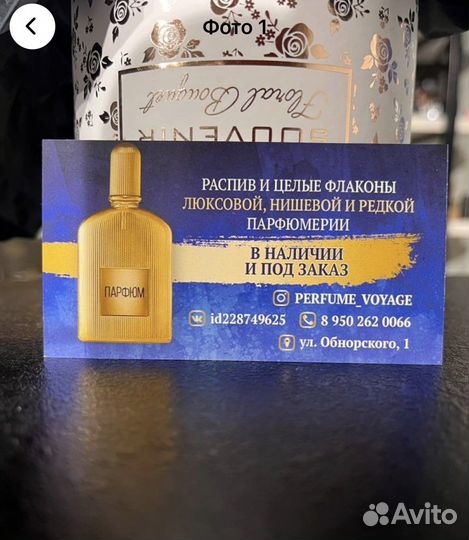 Фото 1
Floral Bouquet
SOUVENIR
РАСПИВ И ЦЕЛЫЕ ФЛАКОНЫ
ЛЮКСОВОЙ, НИШЕВОЙ И РЕДКОЙ
ПАРФЮМЕРИИ
В НАЛИЧИИ
И ПОД ЗАКАЗ
ПАРФЮМ
PERFUME_VOYAGE
id228749625 8 950 262 0066
ул. Обнорского, 1
Avito